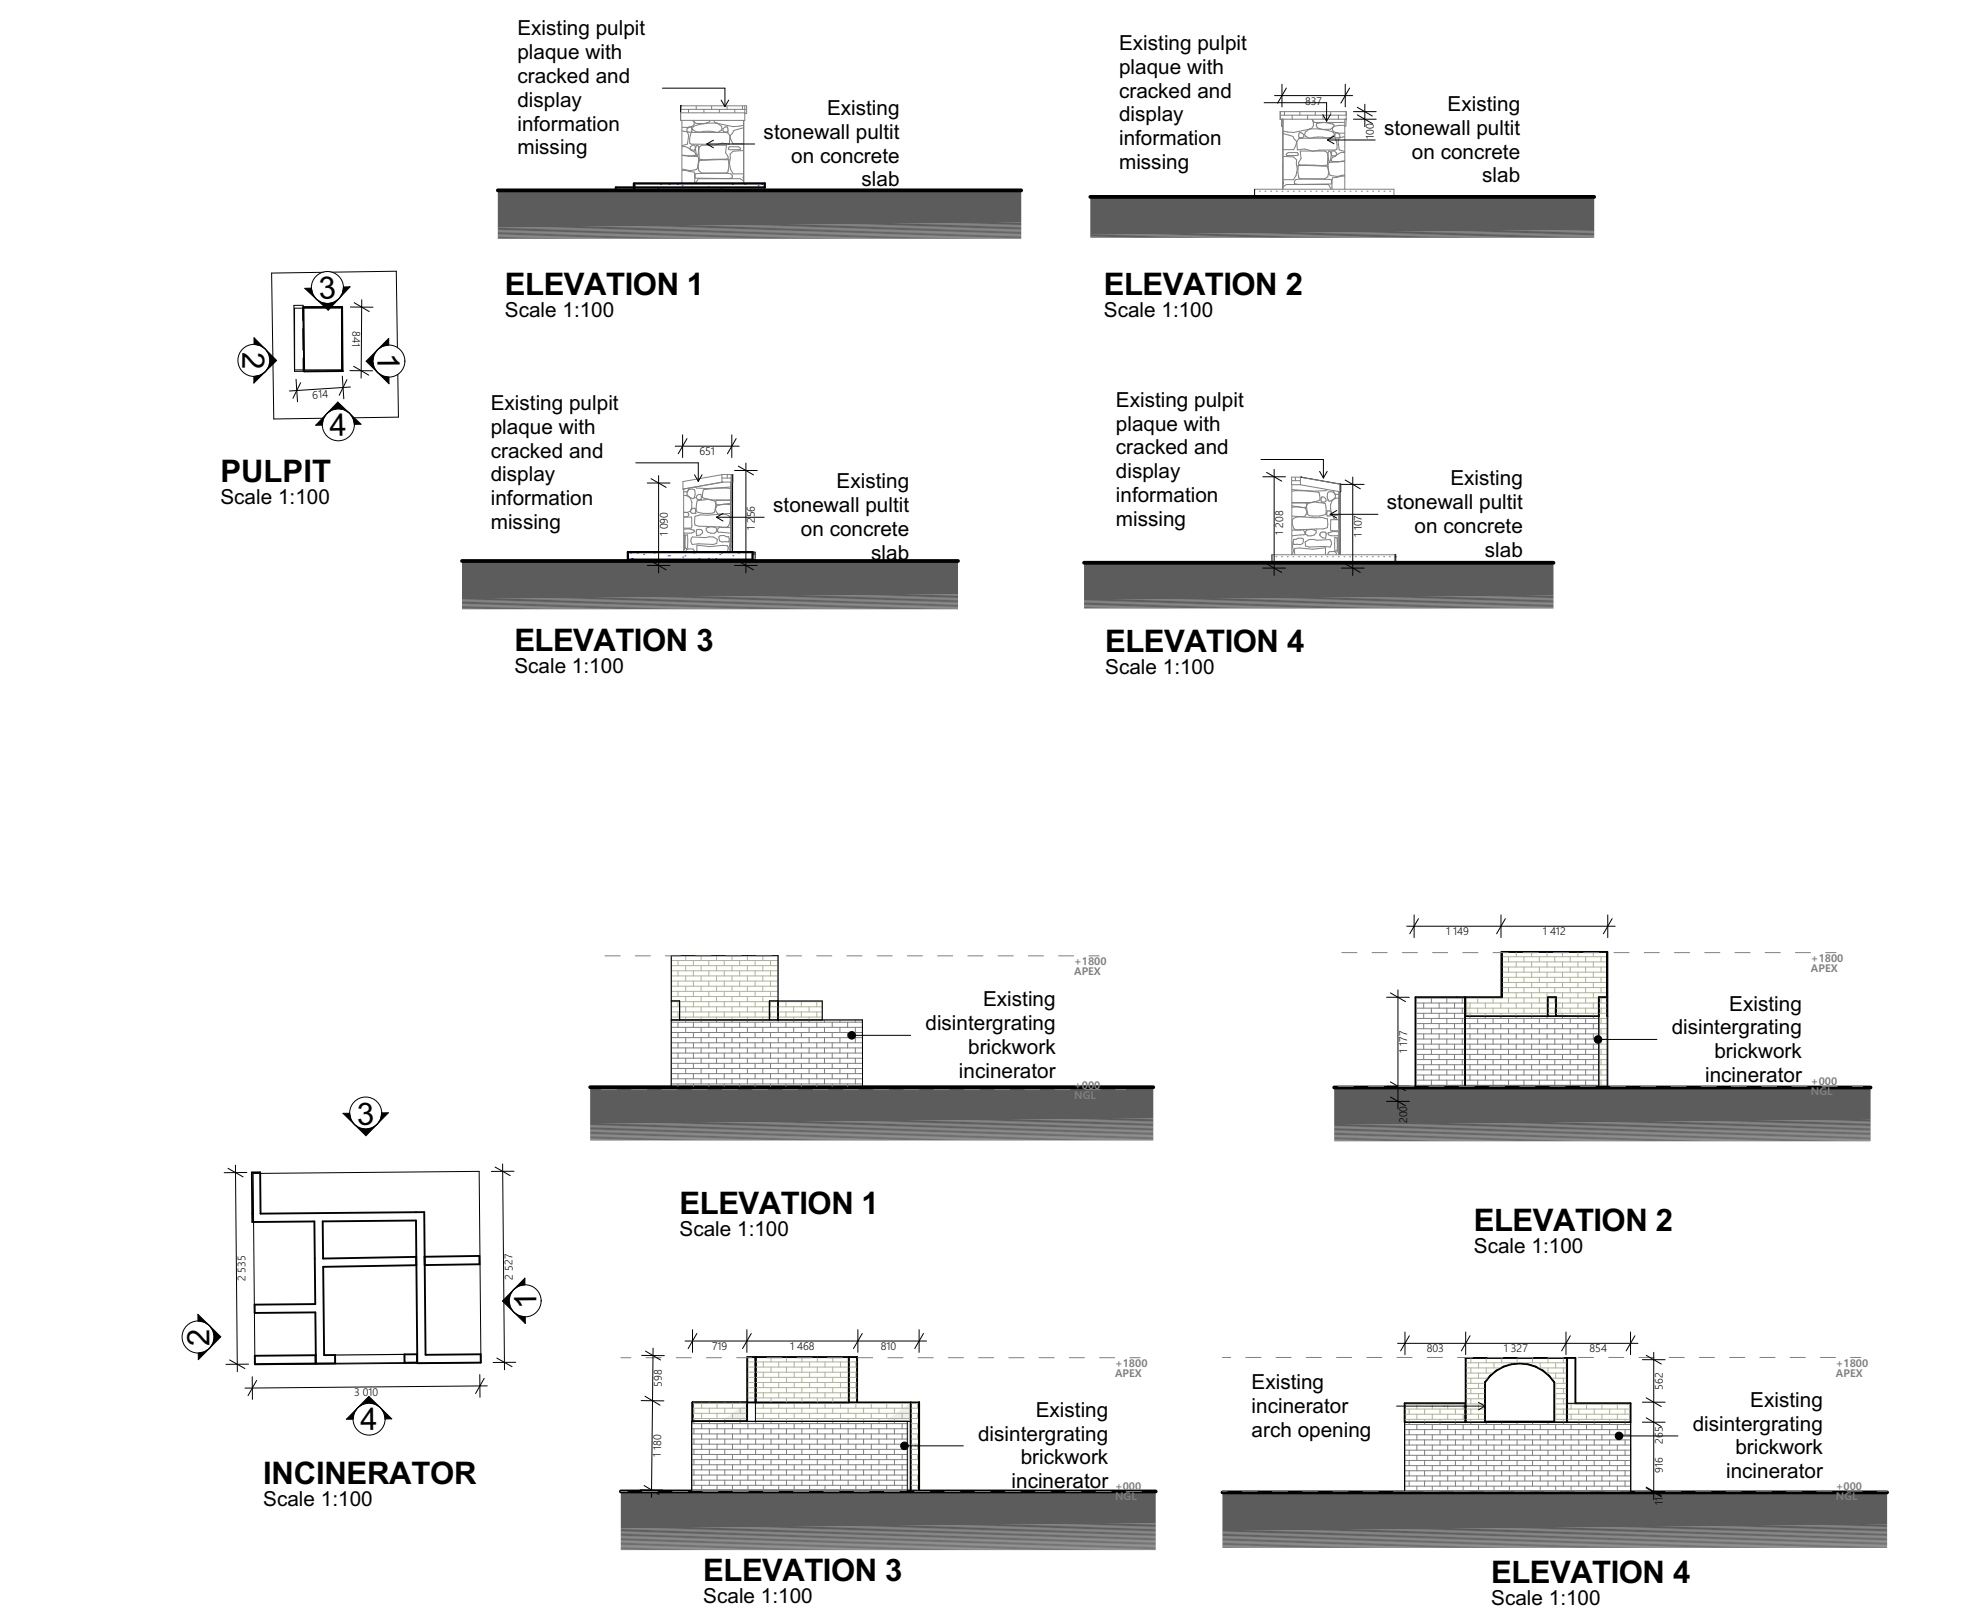 Existing pulpit
plaque with
cracked and
display
information
missing
Existing
stonewall pultit
on concrete
slab
ELEVATION 1
Scale 1:100
Existing pulpit
plaque with
cracked and
display
information
missing
837
100
Existing
stonewall pultit
on concrete
slab
ELEVATION 2
Scale 1:100
3
2
1
4
841
614
PULPIT
Scale 1:100
Existing pulpit
plaque with
cracked and
display
information
missing
651
1 090
1 256
Existing
stonewall pultit
on concrete
slab
ELEVATION 3
Scale 1:100
Existing pulpit
plaque with
cracked and
display
information
missing
1 208
1 107
Existing
stonewall pultit
on concrete
slab
ELEVATION 4
Scale 1:100
+1800
APEX
Existing
disintergrating
brickwork
incinerator
+000
NGL
ELEVATION 1
Scale 1:100
1 149
1 412
+1800
APEX
1 177
200
Existing
disintergrating
brickwork
incinerator
+000
NGL
ELEVATION 2
Scale 1:100
3
2 535
2 527
1
2
3 010
4
INCINERATOR
Scale 1:100
719
1 468
810
598
1 180
+1800
APEX
Existing
disintergrating
brickwork
incinerator
+000
NGL
ELEVATION 3
Scale 1:100
803
1 327
854
Existing
incinerator
arch opening
562
265
916
+1800
APEX
Existing
disintergrating
brickwork
incinerator
+000
NGL
ELEVATION 4
Scale 1:100